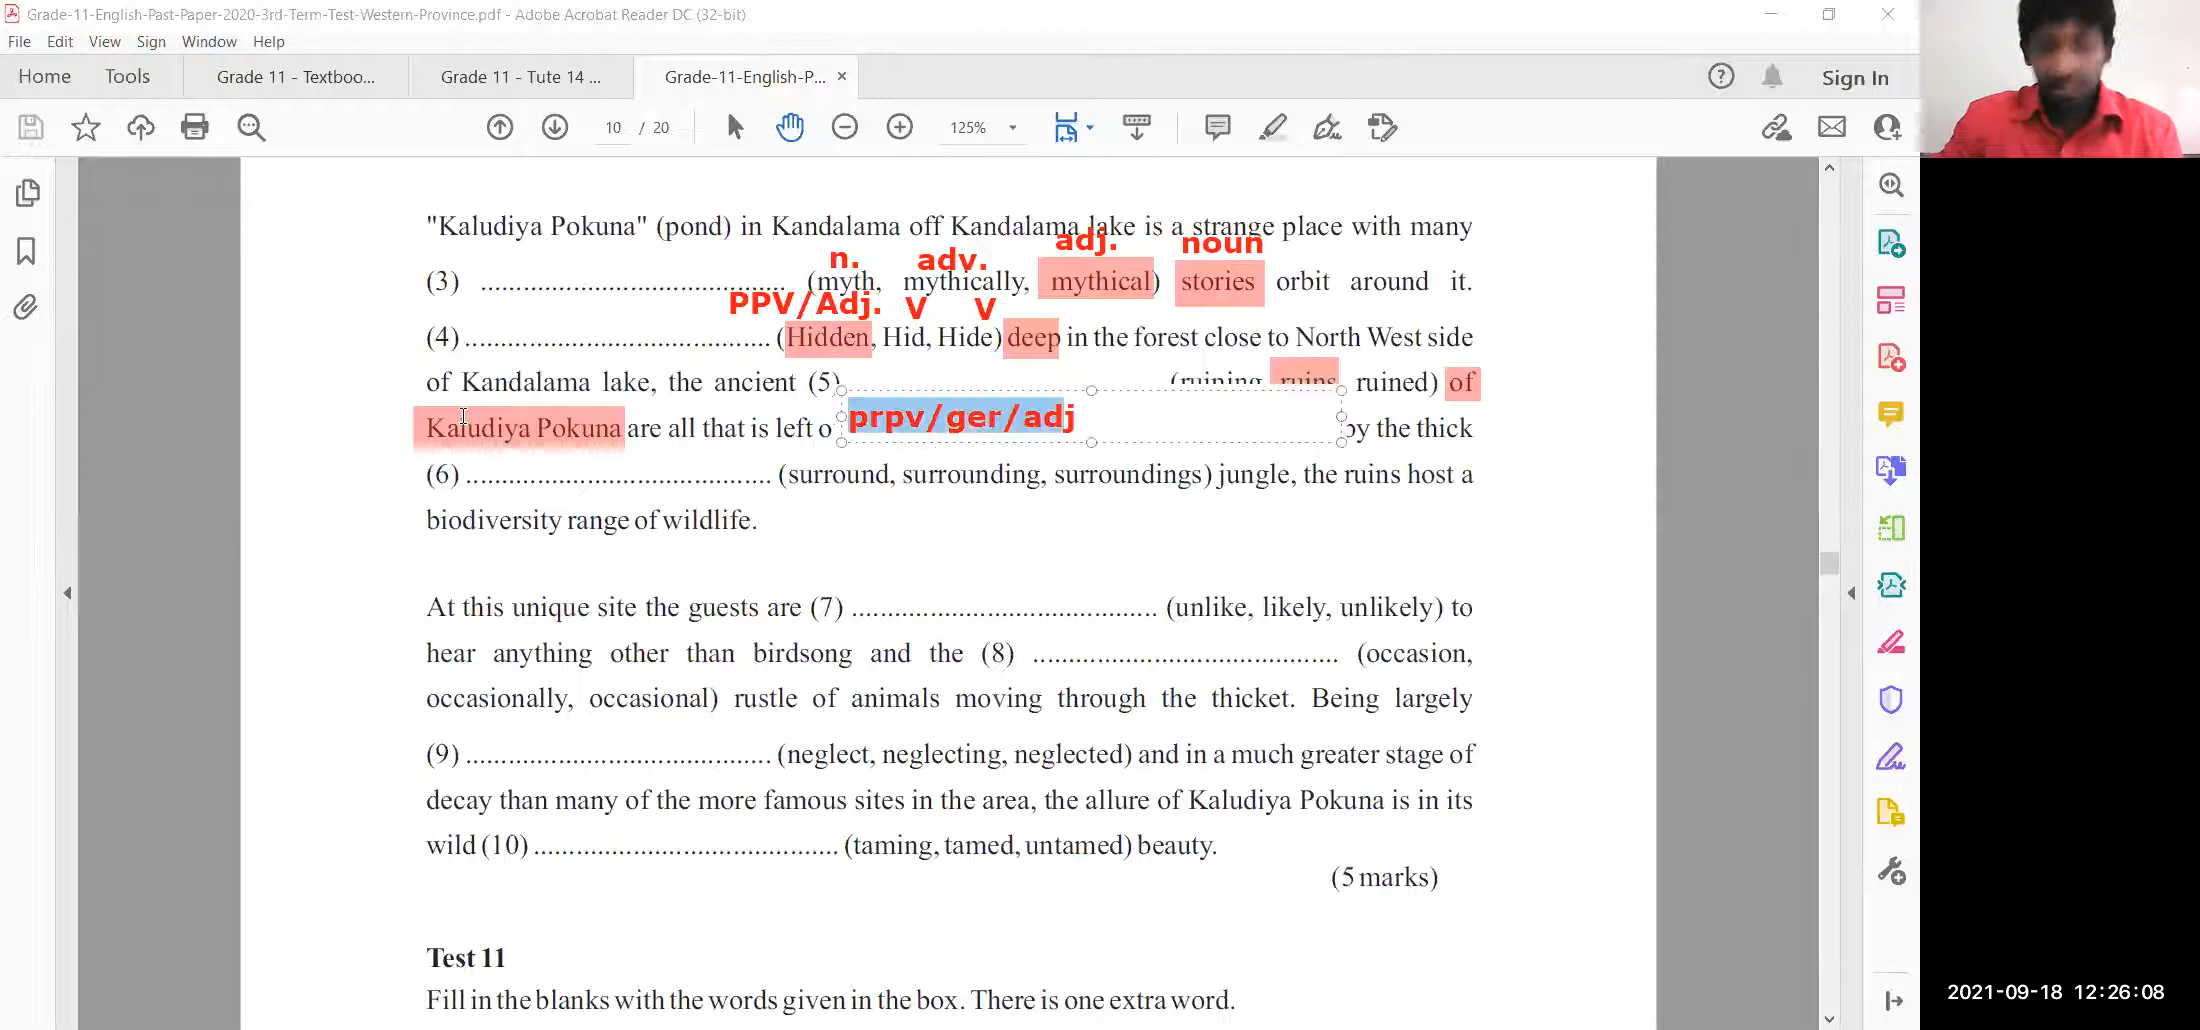 Grade-11-English-Past-Paper-2020-3rd-Term-Test-Western-Province.pdf - Adobe Acrobat Reader DC (32-bit)
File Edit View Sign Window Help
Home Tools Grade 11 - Textboo... Grade 11 - Tute 14 ... Grade-11-English-P... × Sign In
10 / 20 125%
"Kaludiya Pokuna" (pond) in Kandalama off Kandalama lake is a strange place with many
n. adv. adj. noun
(3) .......................................... (myth, mythically, mythical) stories orbit around it.
PPV/Adj. V V
(4) .......................................... (Hidden, Hid, Hide) deep in the forest close to North West side
of Kandalama lake, the ancient (5) (ruining, ruins, ruined) of
prpv/ger/adj
Kaludiya Pokuna are all that is left o by the thick
(6) .......................................... (surround, surrounding, surroundings) jungle, the ruins host a
biodiversity range of wildlife.
At this unique site the guests are (7) .......................................... (unlike, likely, unlikely) to
hear anything other than birdsong and the (8) .......................................... (occasion,
occasionally, occasional) rustle of animals moving through the thicket. Being largely
(9) .......................................... (neglect, neglecting, neglected) and in a much greater stage of
decay than many of the more famous sites in the area, the allure of Kaludiya Pokuna is in its
wild (10) .......................................... (taming, tamed, untamed) beauty.
(5 marks)
Test 11
Fill in the blanks with the words given in the box. There is one extra word.
2021-09-18 12:26:08